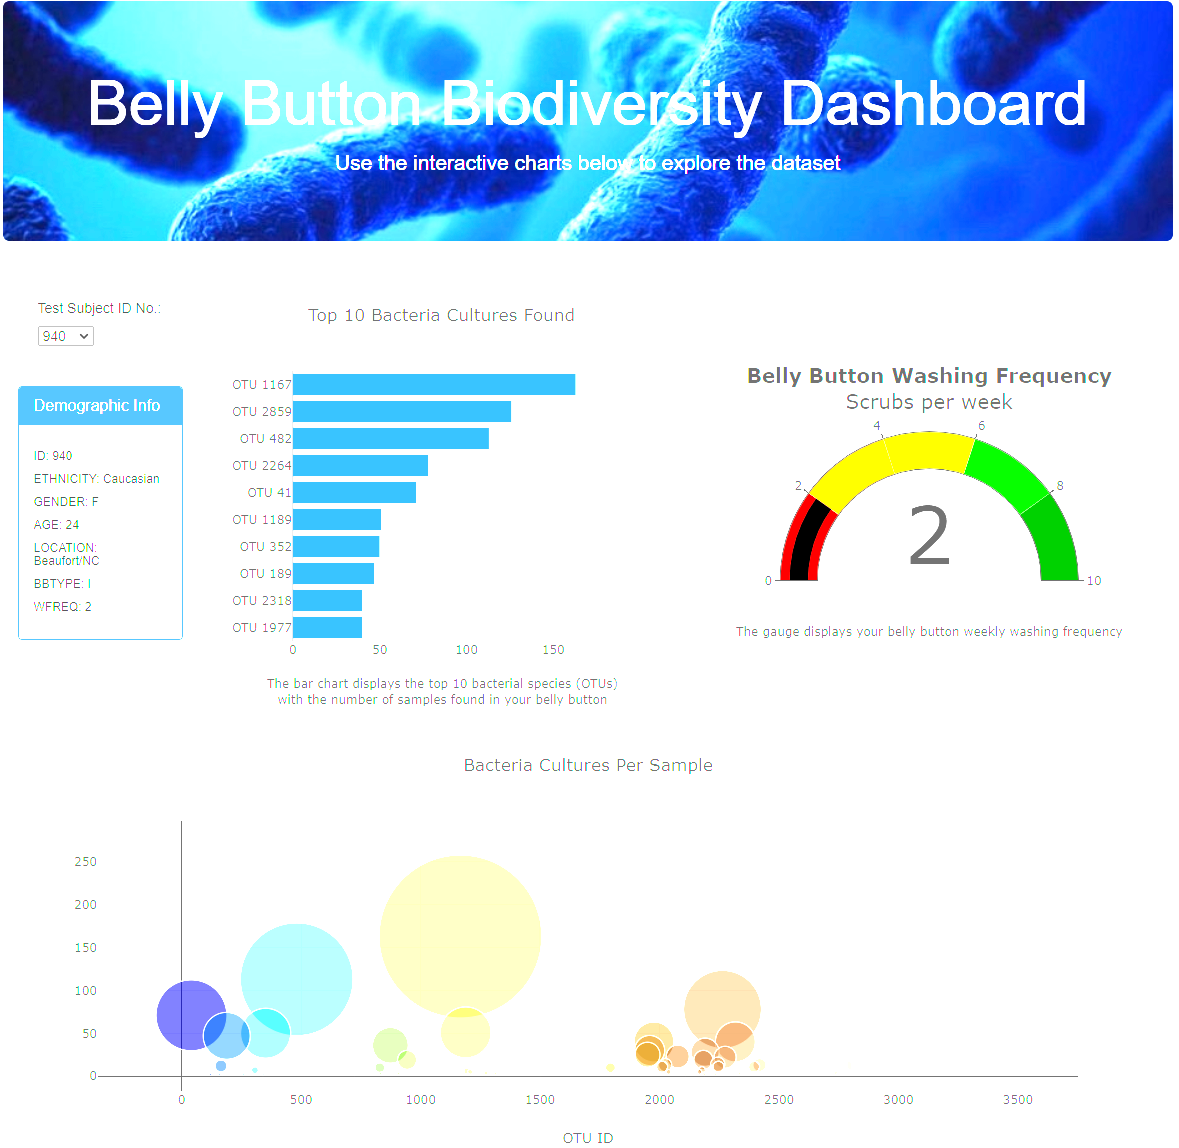 Belly Button Biodiversity Dashboard
Use the interactive charts below to explore the dataset
Test Subject ID No.:
940
Demographic Info
ID: 940
ETHNICITY: Caucasian
GENDER: F
AGE: 24
LOCATION:
Beaufort/NC
BBTYPE: I
WFREQ: 2
Top 10 Bacteria Cultures Found
OTU 1167
OTU 2859
OTU 482
OTU 2264
OTU 41
OTU 1189
OTU 352
OTU 189
OTU 2318
OTU 1977
0 50 100 150
The bar chart displays the top 10 bacterial species (OTUs)
with the number of samples found in your belly button
Belly Button Washing Frequency
Scrubs per week
4 6
2 8
2
0 10
The gauge displays your belly button weekly washing frequency
Bacteria Cultures Per Sample
250
200
150
100
50
0
0 500 1000 1500 2000 2500 3000 3500
OTU ID